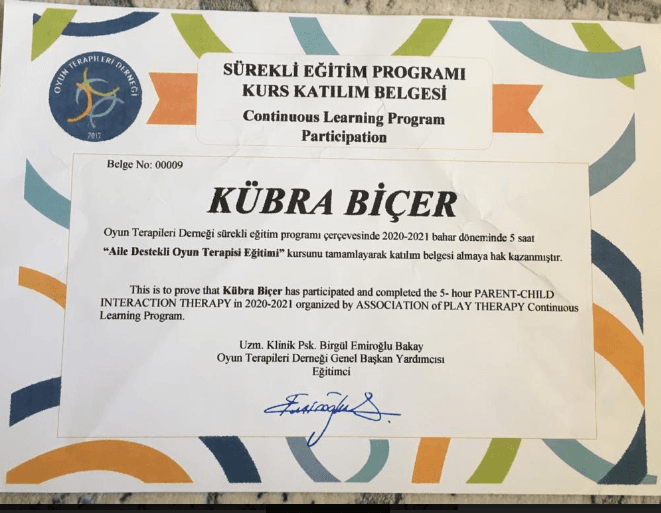 OYUN TERAPİLERİ DERNEĞİ
2017
SÜREKLİ EĞİTİM PROGRAMI
KURS KATILIM BELGESİ
Continuous Learning Program
Participation
Belge No: 00009
KÜBRA BİÇER
Oyun Terapileri Derneği sürekli eğitim programı çerçevesinde 2020-2021 bahar döneminde 5 saat
“Aile Destekli Oyun Terapisi Eğitimi” kursunu tamamlayarak katılım belgesi almaya hak kazanmıştır.
This is to prove that Kübra Biçer has participated and completed the 5- hour PARENT-CHILD
INTERACTION THERAPY in 2020-2021 organized by ASSOCIATION of PLAY THERAPY Continuous
Learning Program.
Uzm. Klinik Psk. Birgül Emiroğlu Bakay
Oyun Terapileri Derneği Genel Başkan Yardımcısı
Eğitimci